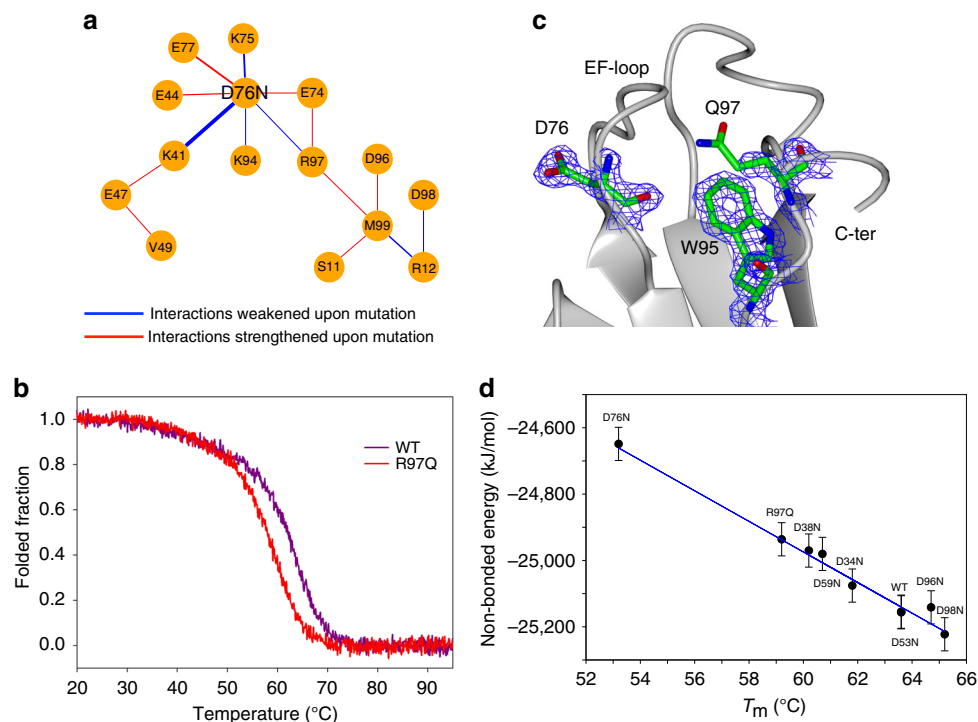 a
K75
E77
D76N
E44
E74
K41
K94
R97
D96
E47
D98
V49
M99
S11
R12
Interactions weakened upon mutation
Interactions strengthened upon mutation
c
EF-loop
D76
Q97
W95
C-ter
b
Folded fraction
1.0
0.8
0.6
0.4
0.2
0.0
WT
R97Q
20 30 40 50 60 70 80 90
Temperature (°C)
d
Non-bonded energy (kJ/mol)
−24,600
−24,800
−25,000
−25,200
D76N
R97Q
D38N
D59N
D34N
WT
D53N
D96N
D98N
52 54 56 58 60 62 64 66
Tm (°C)